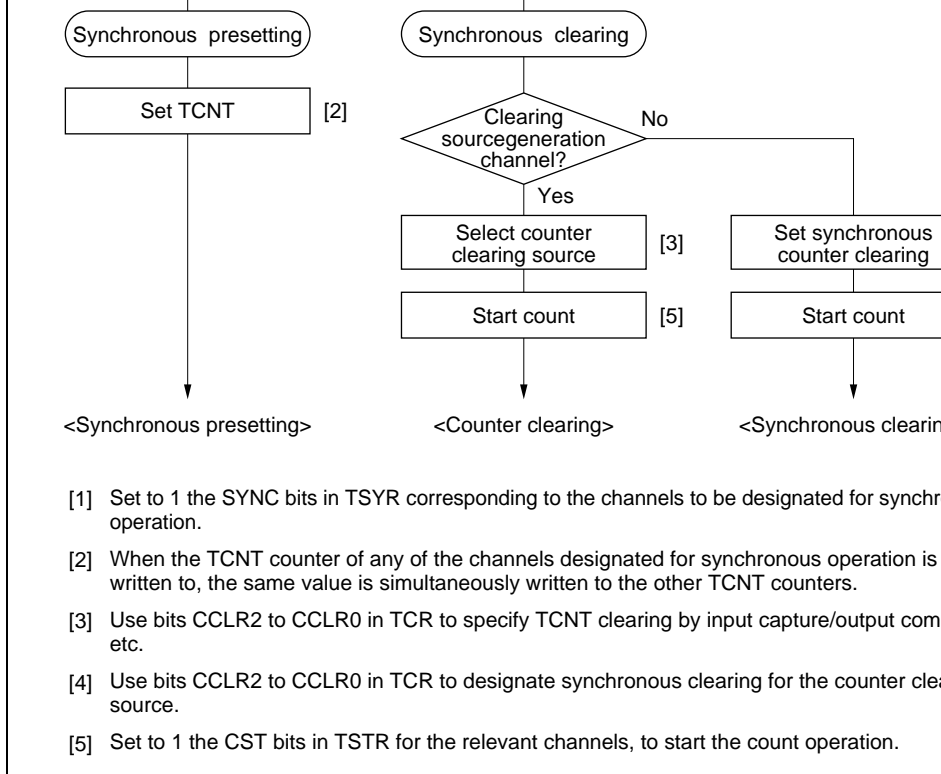 Synchronous presetting
Synchronous clearing
Set TCNT
[2]
Clearing
sourcegeneration
channel?
No
Yes
Select counter
clearing source
[3]
Set synchronous
counter clearing
Start count
[5]
Start count
<Synchronous presetting>
<Counter clearing>
<Synchronous
[1] Set to 1 the SYNC bits in TSYR corresponding to the channels to be designated for
operation.
[2] When the TCNT counter of any of the channels designated for synchronous operation is
written to, the same value is simultaneously written to the other TCNT counters.
[3] Use bits CCLR2 to CCLR0 in TCR to specify TCNT clearing by input capture/output
etc.
[4] Use bits CCLR2 to CCLR0 in TCR to designate synchronous clearing for the counter
source.
[5] Set to 1 the CST bits in TSTR for the relevant channels, to start the count operation.